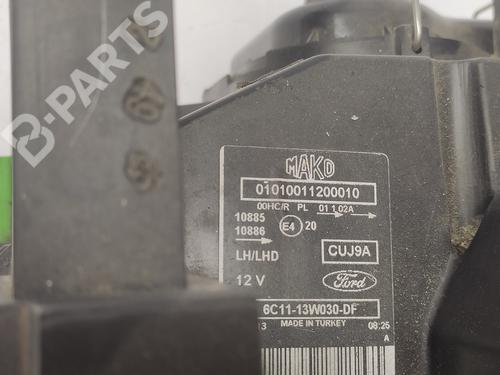 B-PARTS
MAKO
01010011200010
00HC/R PL 01 1,02A
10885
10886
E4 20
CUJ9A
LH/LHD
12 V
Ford
6C11-13W030-DF
13 MADE IN TURKEY 08:25
A